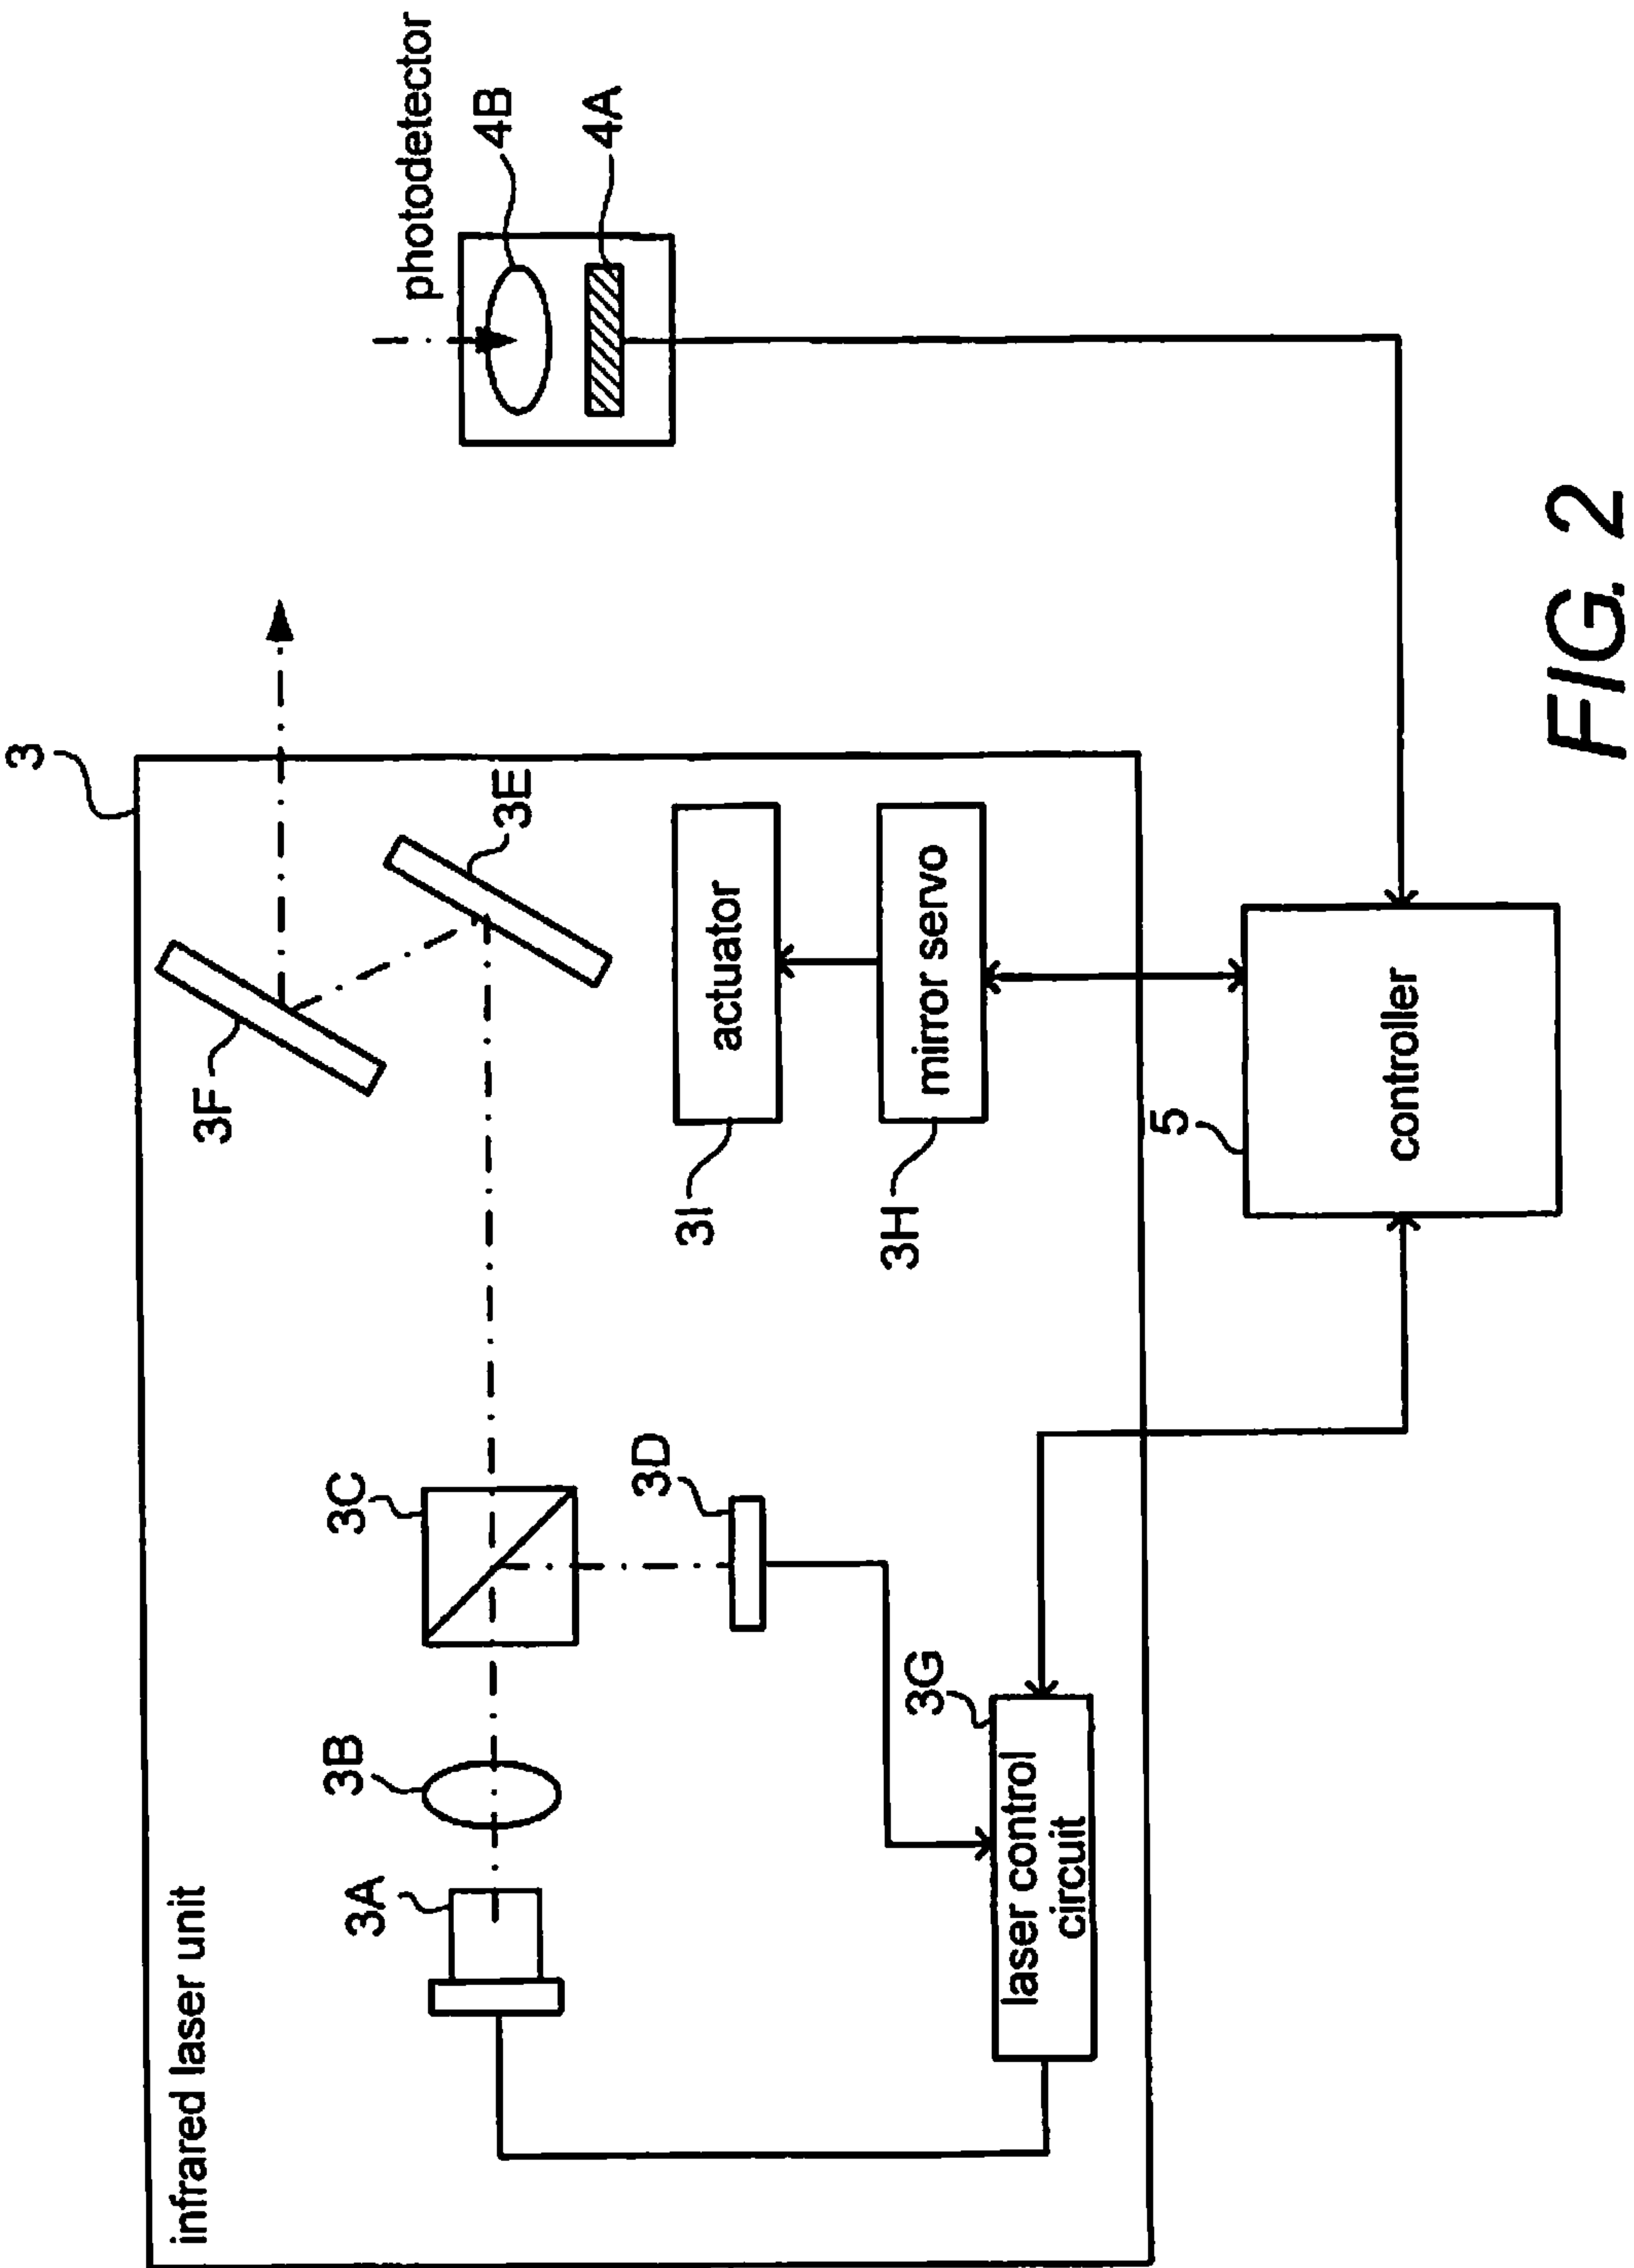 infrared laser unit
3
3A
3B
3C
3D
3E
3F
3G
laser control
circuit
3H
mirror servo
3I
actuator
5
controller
photodetector
4B
4A
FIG. 2